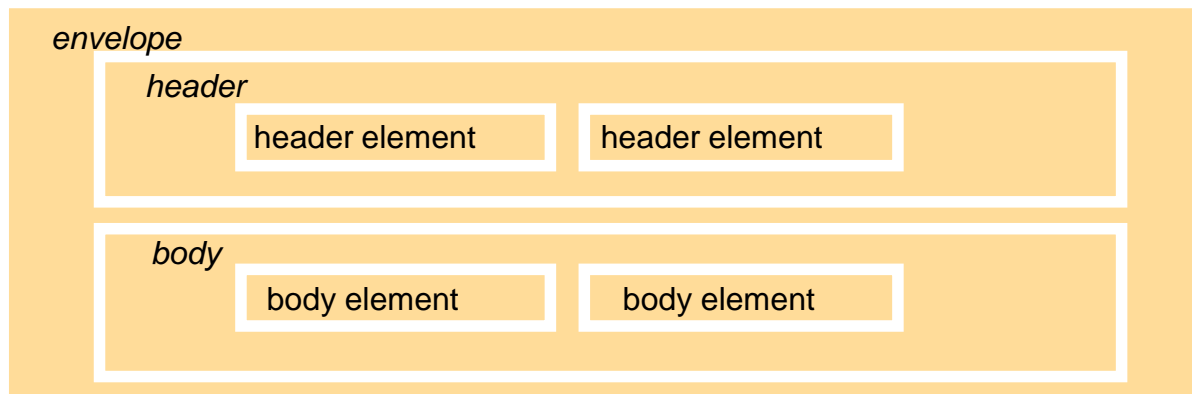 envelope
header
header element header element
body
body element body element